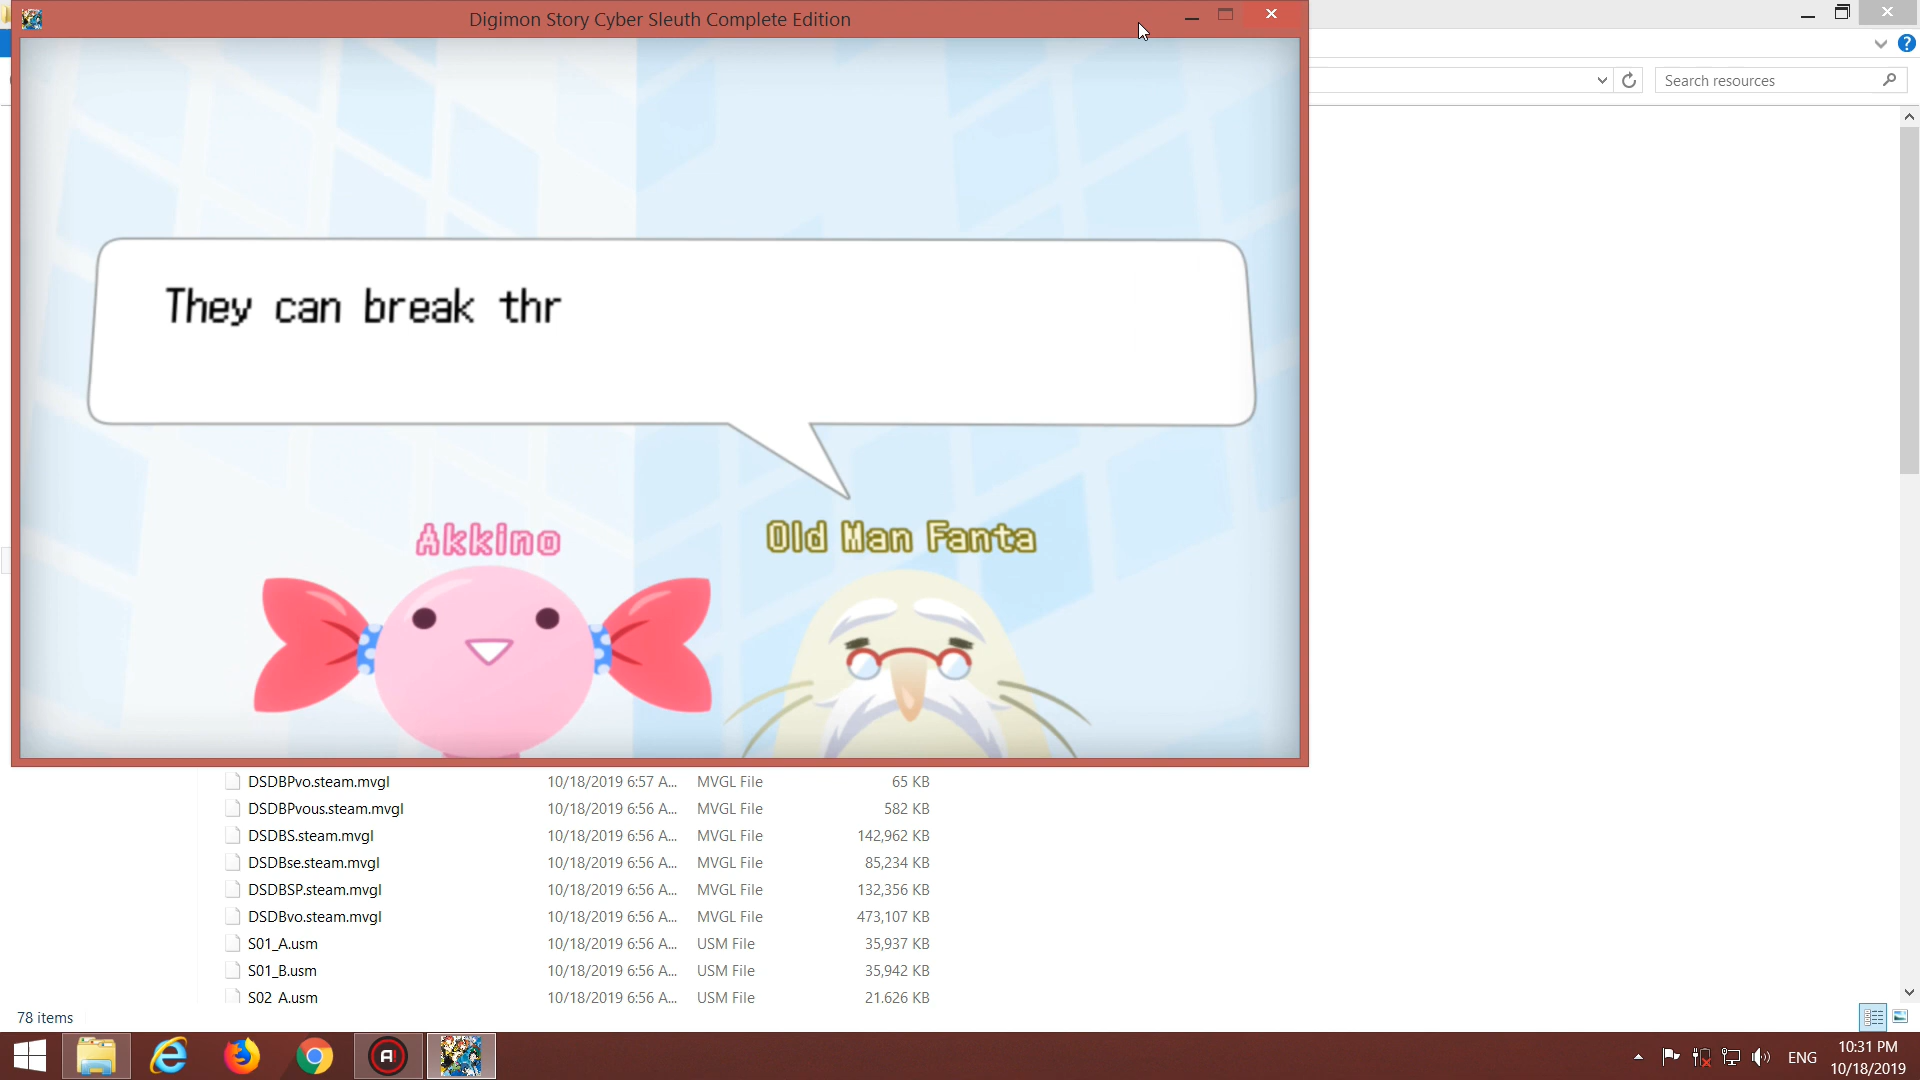 Digimon Story Cyber Sleuth Complete Edition
Search resources
They can break thr
Akkino
Old Man Fanta
DSDBPvo.steam.mvgl 10/18/2019 6:57 A... MVGL File 65 KB
DSDBPvous.steam.mvgl 10/18/2019 6:56 A... MVGL File 582 KB
DSDBS.steam.mvgl 10/18/2019 6:56 A... MVGL File 142,962 KB
DSDBse.steam.mvgl 10/18/2019 6:56 A... MVGL File 85,234 KB
DSDBSP.steam.mvgl 10/18/2019 6:56 A... MVGL File 132,356 KB
DSDBvo.steam.mvgl 10/18/2019 6:56 A... MVGL File 473,107 KB
S01_A.usm 10/18/2019 6:56 A... USM File 35,937 KB
S01_B.usm 10/18/2019 6:56 A... USM File 35,942 KB
S02_A.usm 10/18/2019 6:56 A... USM File 21,626 KB
78 items
ENG
10:31 PM
10/18/2019